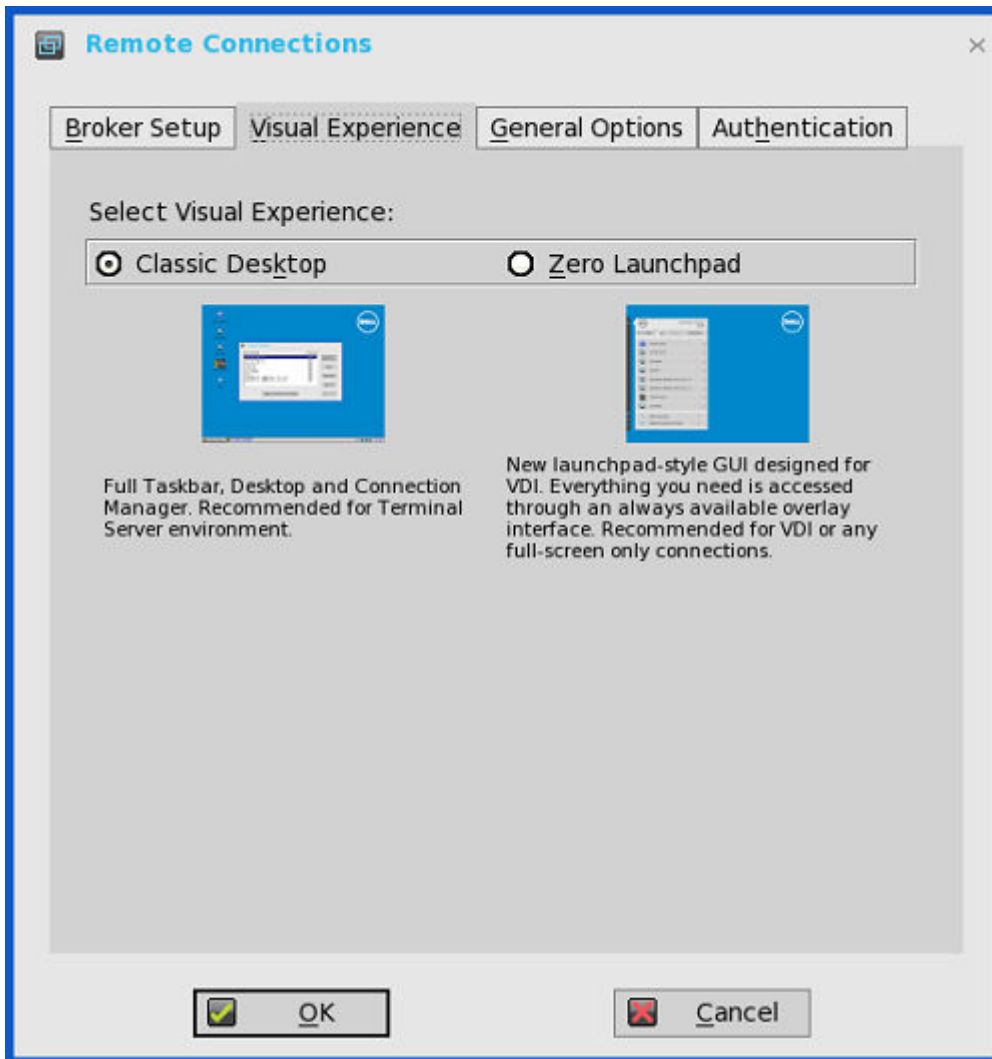 Remote Connections
Broker Setup
Visual Experience
General Options
Authentication
Select Visual Experience:
Classic Desktop
Zero Launchpad
DELL
DELL
Full Taskbar, Desktop and Connection
Manager. Recommended for Terminal
Server environment.
New launchpad-style GUI designed for
VDI. Everything you need is accessed
through an always available overlay
interface. Recommended for VDI or any
full-screen only connections.
OK
Cancel